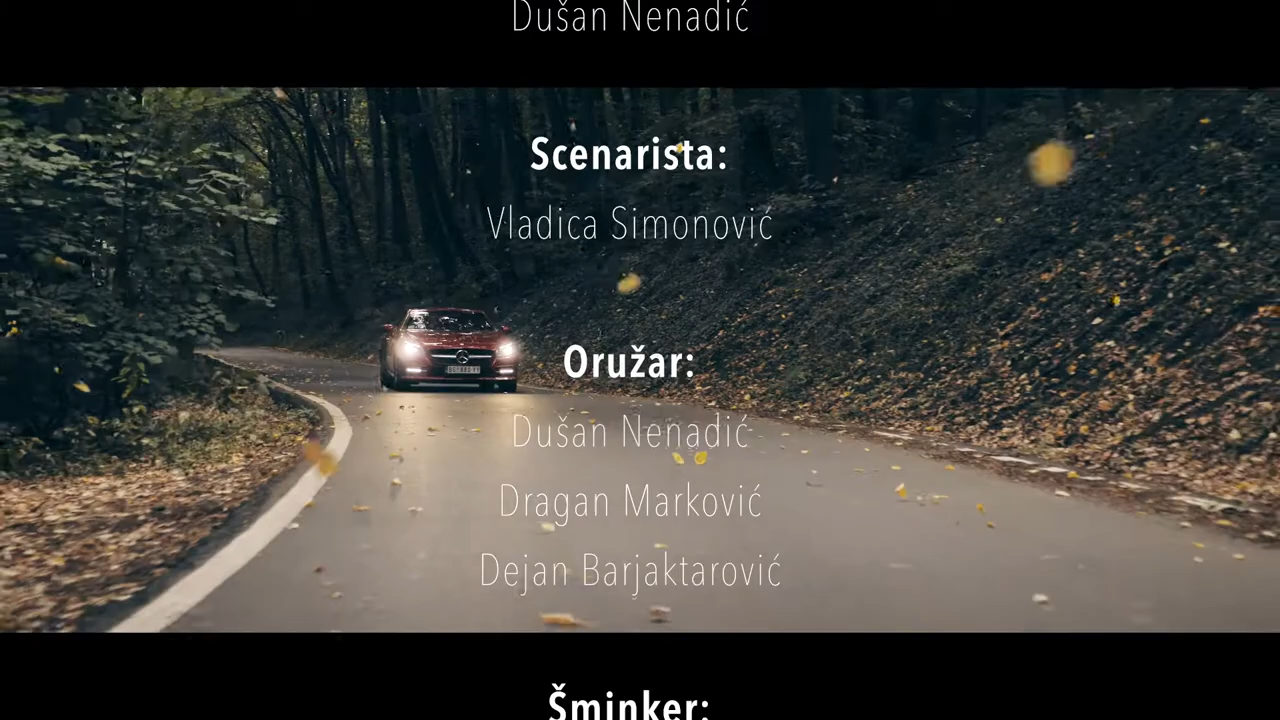 Dušan Nenadić
Scenarista:
Vladica Simonović
Oružar:
Dušan Nenadić
Dragan Marković
Dejan Barjaktarović
Šminker: